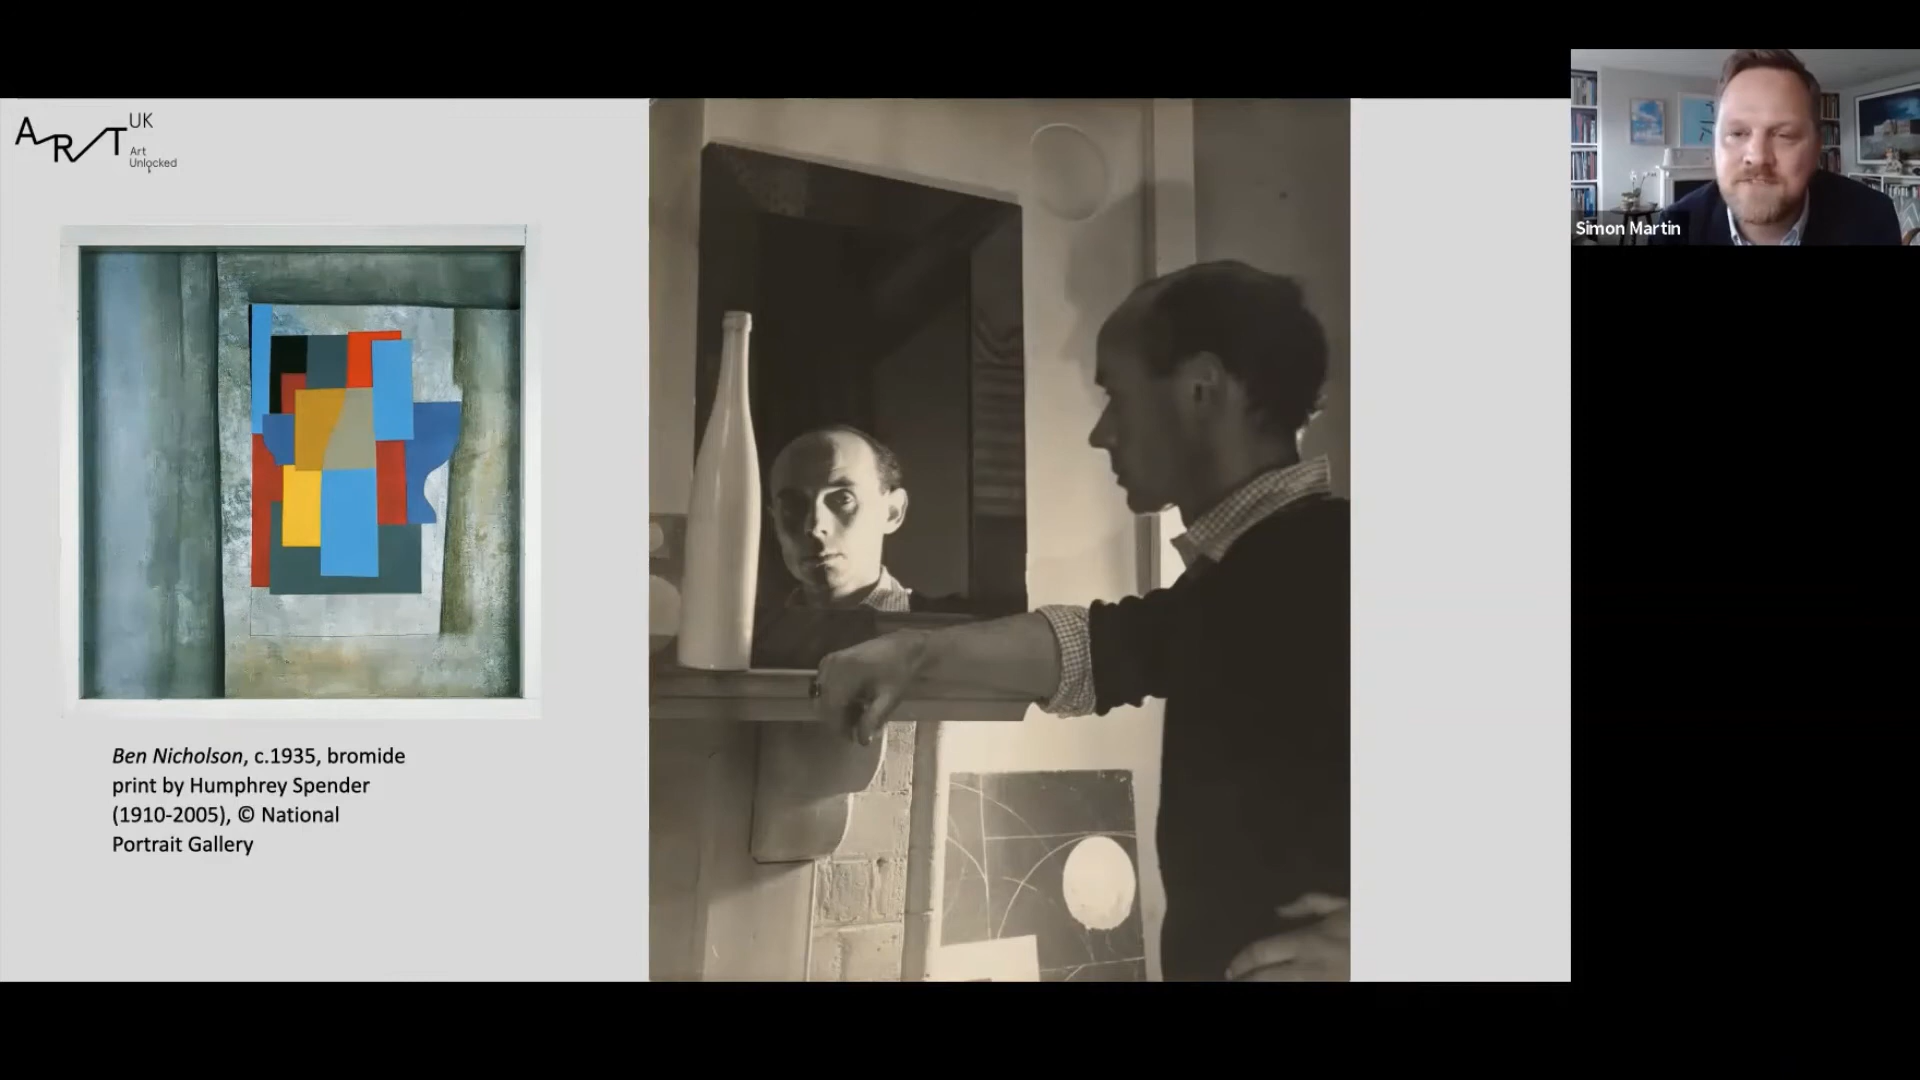 ART UK
Art
Unlocked
Simon Martin
Ben Nicholson, c.1935, bromide
print by Humphrey Spender
(1910-2005), © National
Portrait Gallery